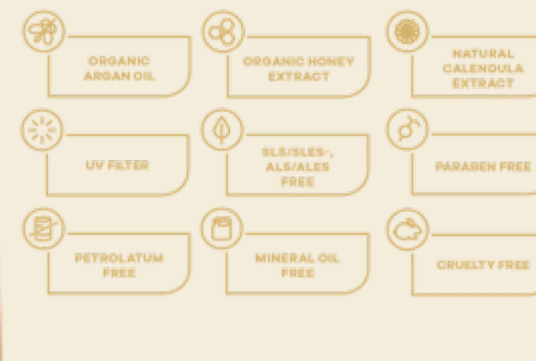 ORGANIC
ARGAN OIL
ORGANIC HONEY
EXTRACT
NATURAL
CALENDULA
EXTRACT
UV FILTER
SLS/SLES-,
ALS/ALES
FREE
PARABEN FREE
PETROLATUM
FREE
MINERAL OIL
FREE
CRUELTY FREE